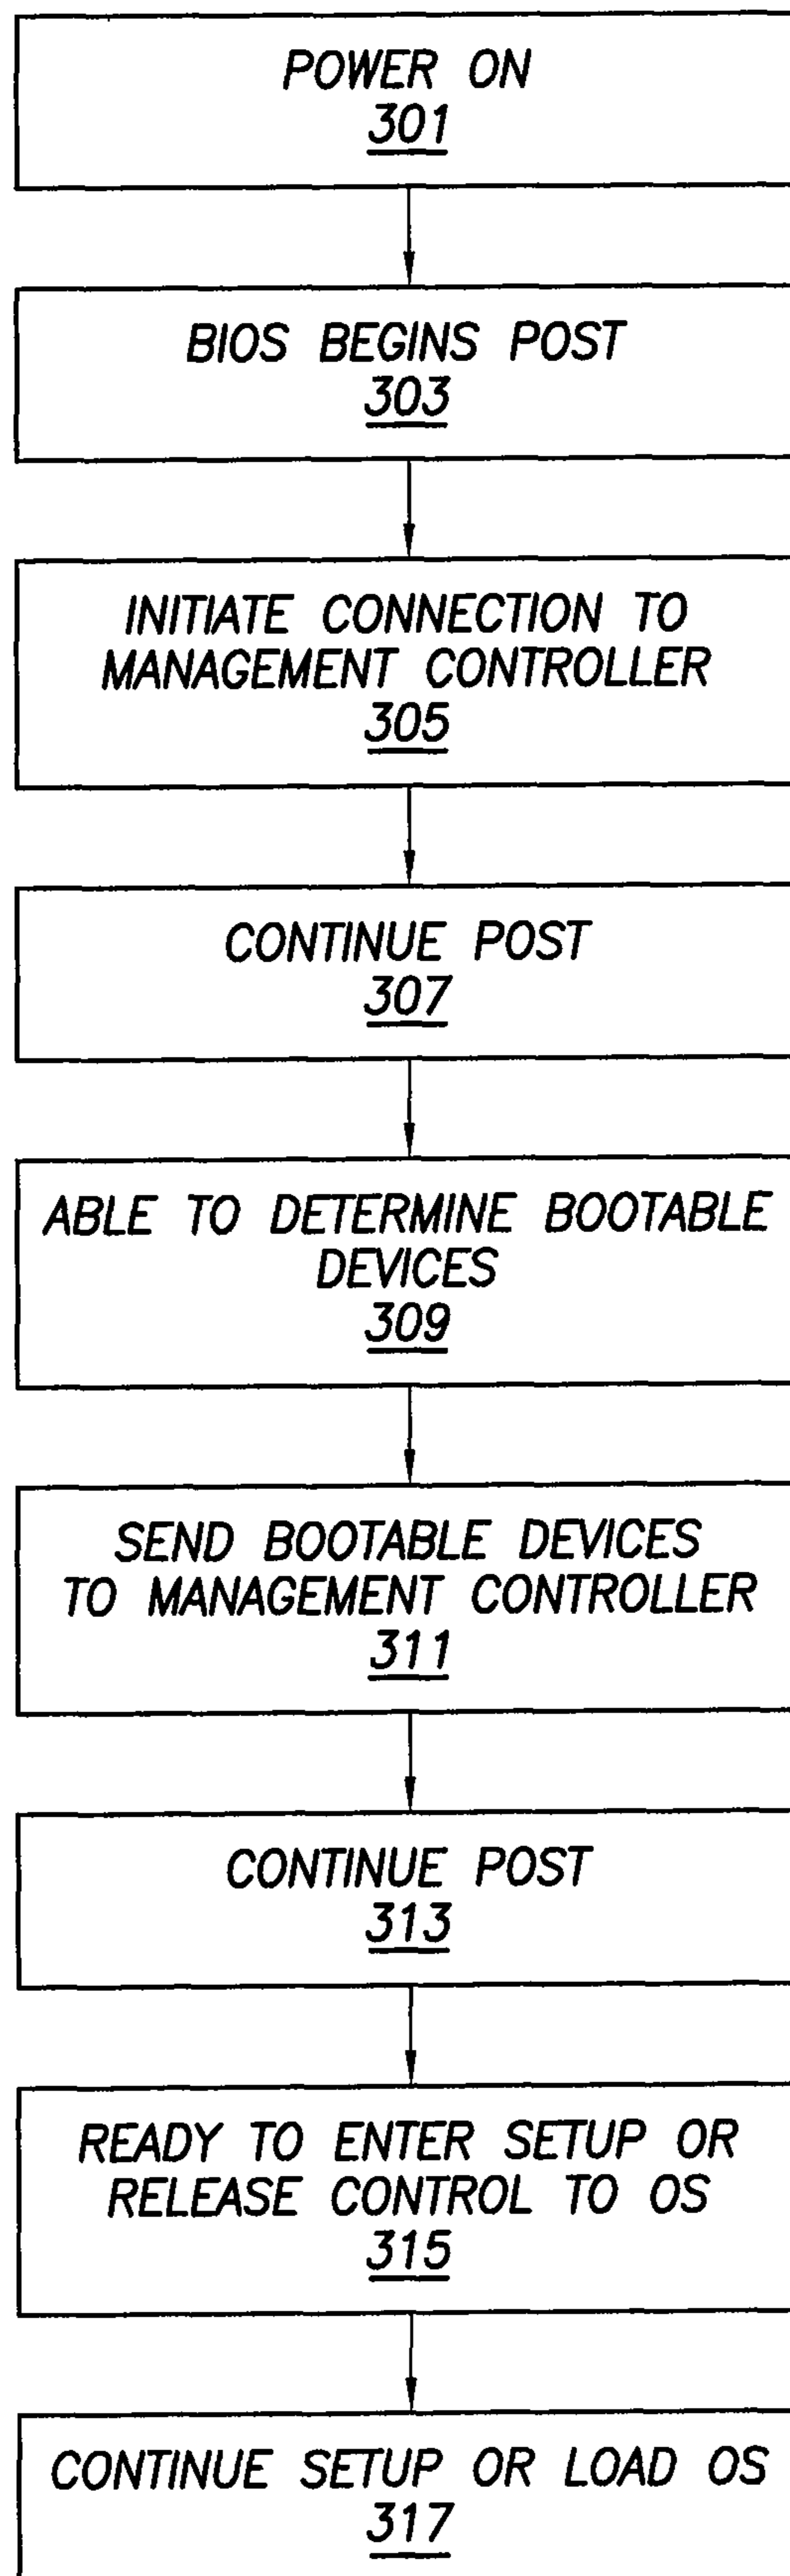 POWER ON
301
BIOS BEGINS POST
303
INITIATE CONNECTION TO
MANAGEMENT CONTROLLER
305
CONTINUE POST
307
ABLE TO DETERMINE BOOTABLE
DEVICES
309
SEND BOOTABLE DEVICES
TO MANAGEMENT CONTROLLER
311
CONTINUE POST
313
READY TO ENTER SETUP OR
RELEASE CONTROL TO OS
315
CONTINUE SETUP OR LOAD OS
317